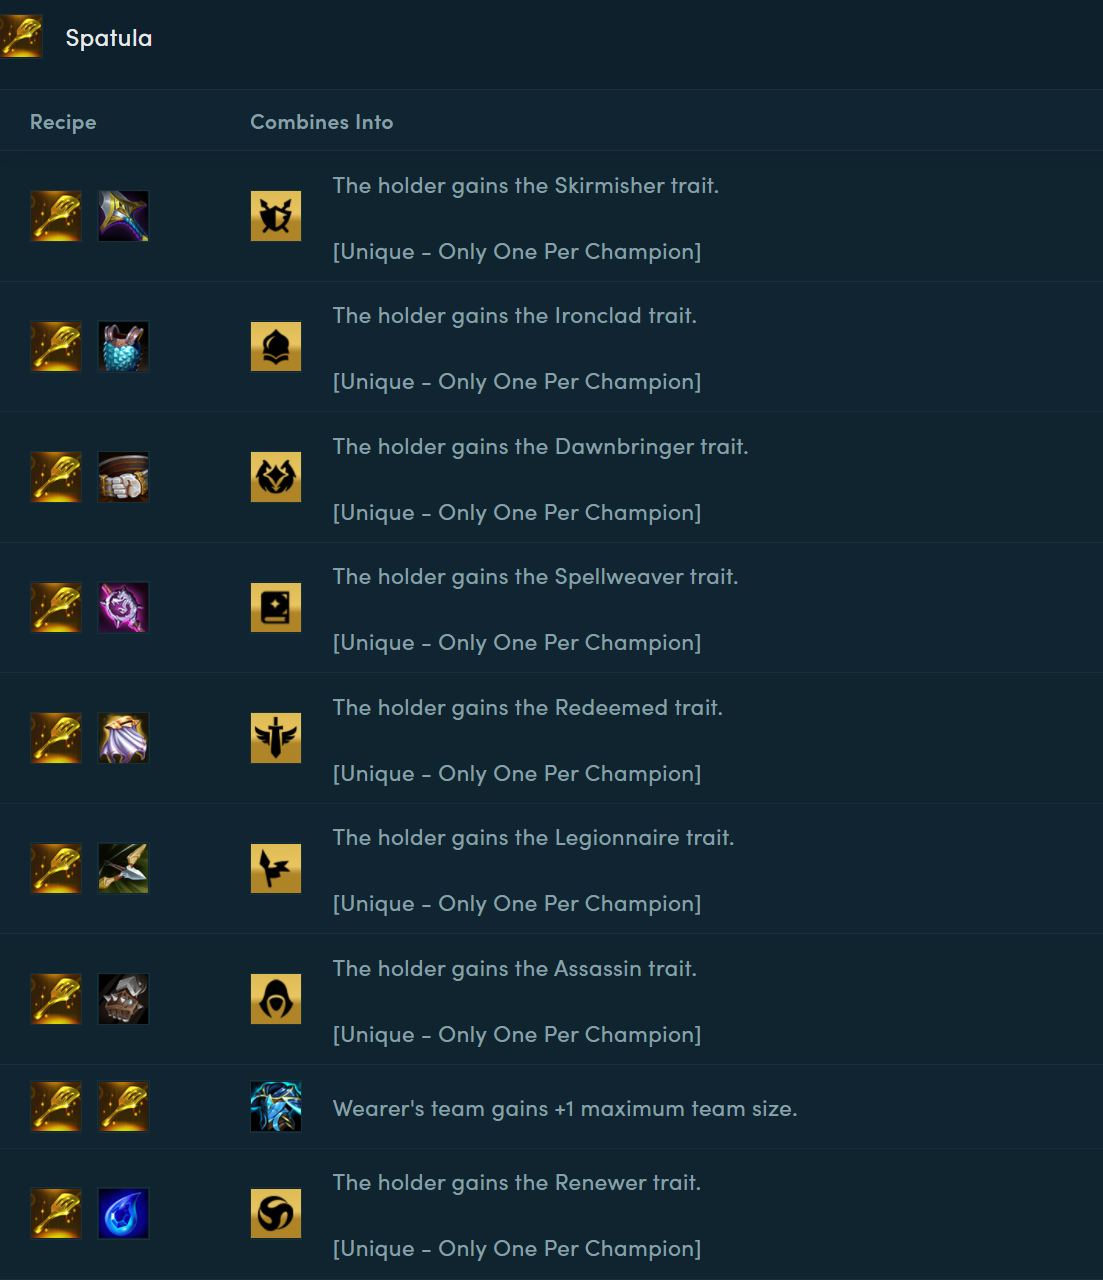 Spatula
Recipe
Combines Into
The holder gains the Skirmisher trait.
[Unique - Only One Per Champion]
The holder gains the Ironclad trait.
[Unique - Only One Per Champion]
The holder gains the Dawnbringer trait.
[Unique - Only One Per Champion]
The holder gains the Spellweaver trait.
[Unique - Only One Per Champion]
The holder gains the Redeemed trait.
[Unique - Only One Per Champion]
The holder gains the Legionnaire trait.
[Unique - Only One Per Champion]
The holder gains the Assassin trait.
[Unique - Only One Per Champion]
Wearer's team gains +1 maximum team size.
The holder gains the Renewer trait.
[Unique - Only One Per Champion]